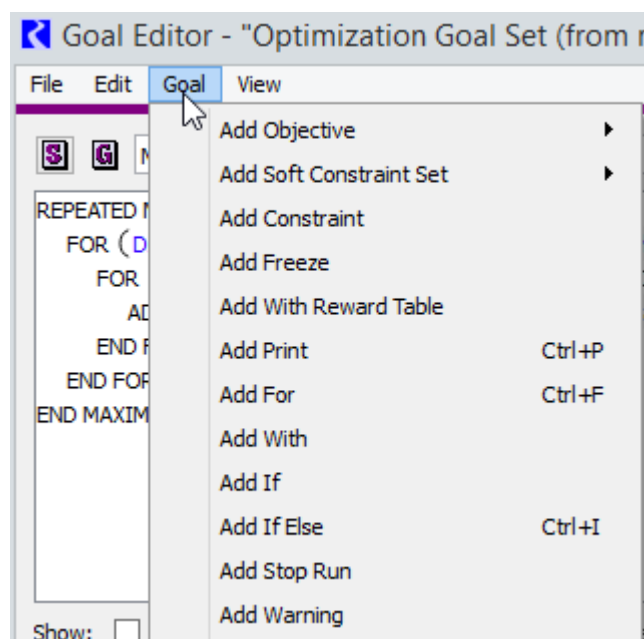 Goal Editor - "Optimization Goal Set (from
File Edit Goal View
S G
Add Objective
Add Soft Constraint Set
Add Constraint
Add Freeze
Add With Reward Table
Add Print Ctrl+P
Add For Ctrl+F
Add With
Add If
Add If Else Ctrl+I
Add Stop Run
Add Warning
REPEATED
FOR (D
FOR
END
END FOR
END MAXIM
Show: